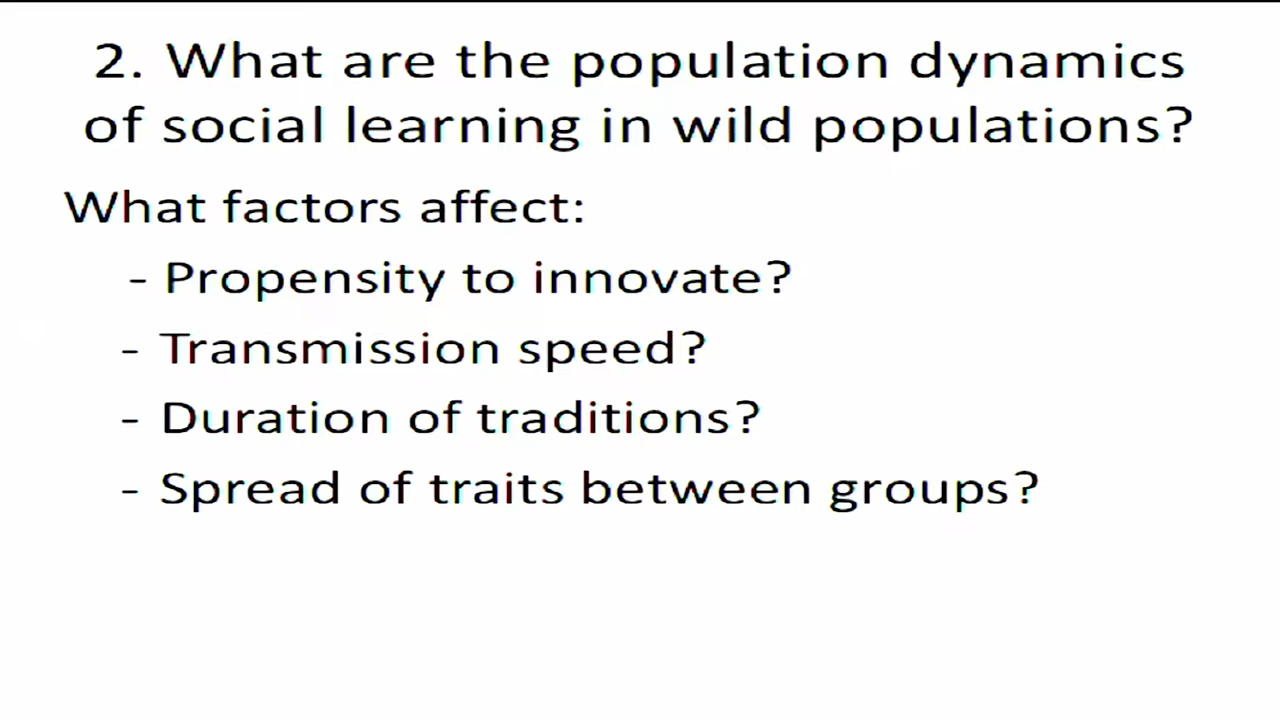 2. What are the population dynamics
of social learning in wild populations?
What factors affect:
- Propensity to innovate?
- Transmission speed?
- Duration of traditions?
- Spread of traits between groups?